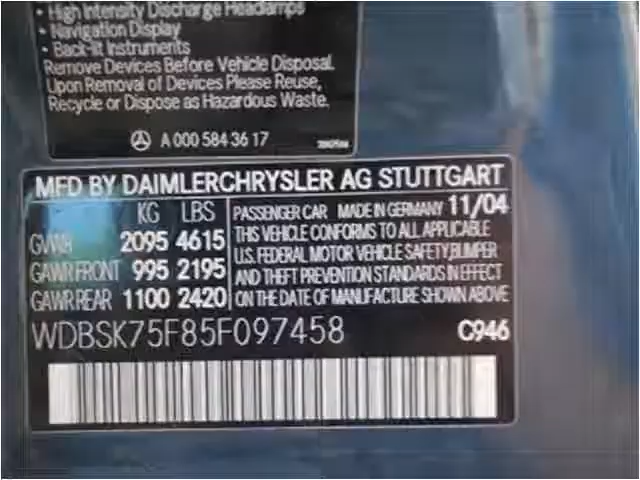 • High Intensity Discharge Headlamps
• Navigation Display
• Back-lit Instruments
Remove Devices Before Vehicle Disposal.
Upon Removal of Devices Please Reuse,
Recycle or Dispose as Hazardous Waste.
A 000 584 36 17
MFD BY DAIMLERCHRYSLER AG STUTTGART
KG LBS
GVWR 2095 4615
GAWR FRONT 995 2195
GAWR REAR 1100 2420
PASSENGER CAR MADE IN GERMANY 11/04
THIS VEHICLE CONFORMS TO ALL APPLICABLE
U.S. FEDERAL MOTOR VEHICLE SAFETY, BUMPER
AND THEFT PREVENTION STANDARDS IN EFFECT
ON THE DATE OF MANUFACTURE SHOWN ABOVE
WDBSK75F85F097458 C946